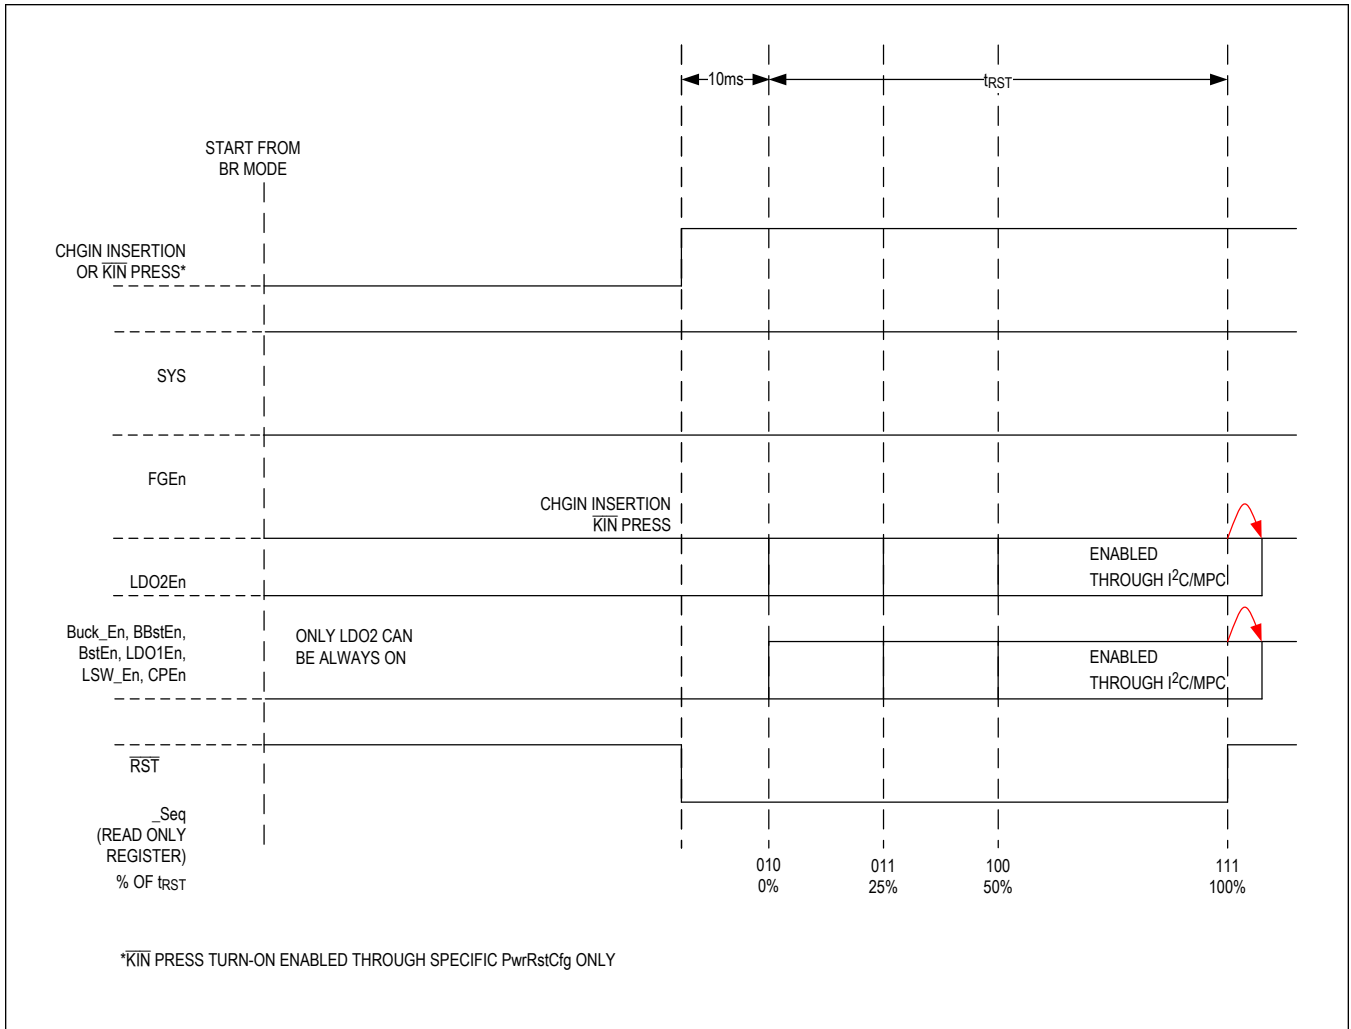 10ms
tRST
START FROM
BR MODE
CHGIN INSERTION
OR KIN PRESS*
SYS
FGEn
CHGIN INSERTION
KIN PRESS
LDO2En
ENABLED
THROUGH I2C/MPC
Buck_En, BBstEn,
BstEn, LDO1En,
LSW_En, CPEn
ONLY LDO2 CAN
BE ALWAYS ON
ENABLED
THROUGH I2C/MPC
RST
_Seq
(READ ONLY
REGISTER)
% OF tRST
010
0%
011
25%
100
50%
111
100%
*KIN PRESS TURN-ON ENABLED THROUGH SPECIFIC PwrRstCfg ONLY